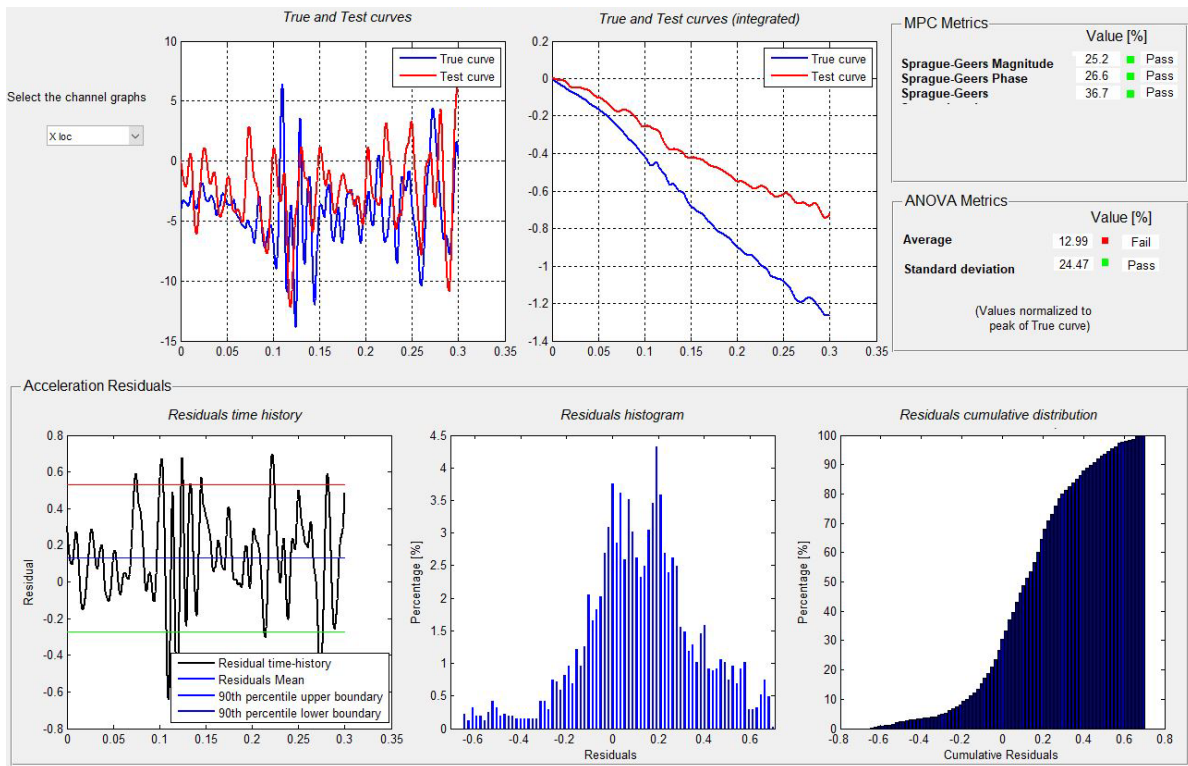 True and Test curves
True and Test curves (integrated)
MPC Metrics
Value [%]
Sprague-Geers Magnitude 25.2 Pass
Sprague-Geers Phase 26.6 Pass
Sprague-Geers 36.7 Pass
Select the channel graphs
X loc
True curve
Test curve
10
5
0
-5
-10
-15
0 0.05 0.1 0.15 0.2 0.25 0.3 0.35
True curve
Test curve
0.2
0
-0.2
-0.4
-0.6
-0.8
-1
-1.2
-1.4
0 0.05 0.1 0.15 0.2 0.25 0.3 0.35
ANOVA Metrics
Value [%]
Average 12.99 Fail
Standard deviation 24.47 Pass
(Values normalized to
peak of True curve)
Acceleration Residuals
Residuals time history
0.8
0.6
0.4
0.2
0
-0.2
-0.4
-0.6
-0.8
Residual
Residual time-history
Residuals Mean
90th percentile upper boundary
90th percentile lower boundary
0 0.05 0.1 0.15 0.2 0.25 0.3 0.35
Residuals histogram
4.5
4
3.5
3
2.5
2
1.5
1
0.5
0
Percentage [%]
-0.6 -0.4 -0.2 0 0.2 0.4 0.6
Residuals
Residuals cumulative distribution
100
90
80
70
60
50
40
30
20
10
0
Percentage [%]
-0.8 -0.6 -0.4 -0.2 0 0.2 0.4 0.6 0.8
Cumulative Residuals